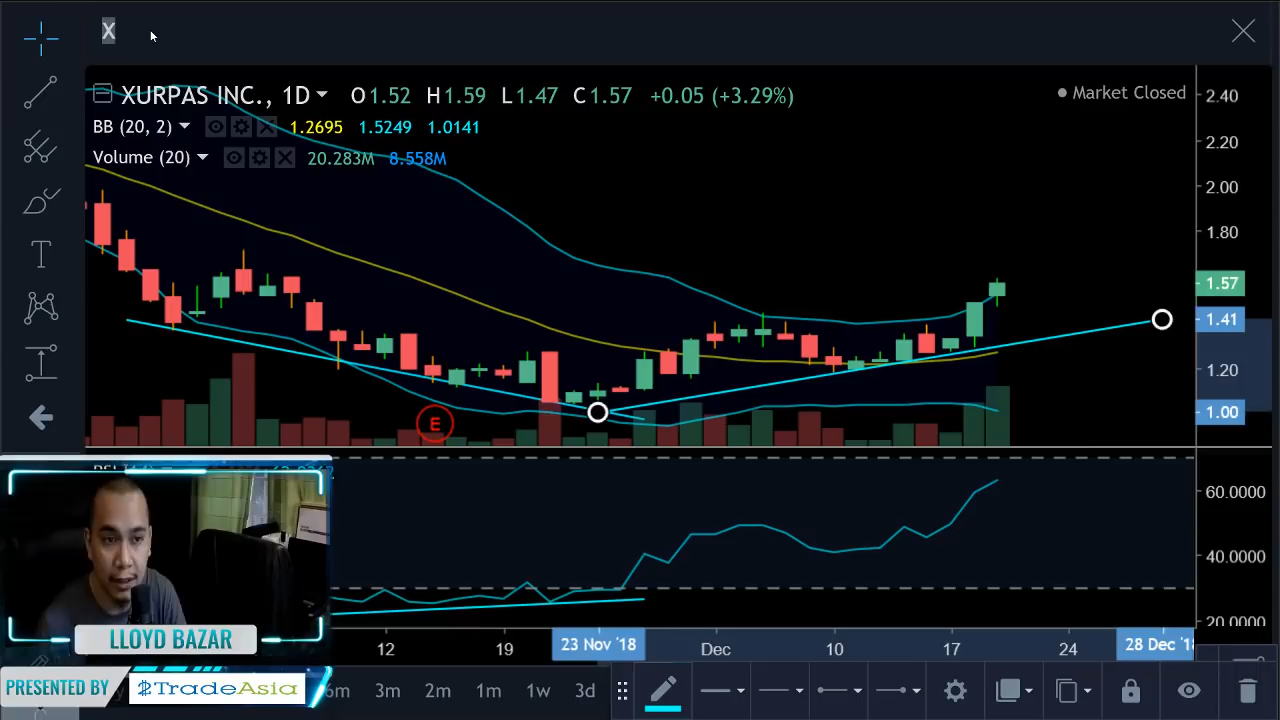 X
XURPAS INC., 1D O1.52 H1.59 L1.47 C1.57 +0.05 (+3.29%)
Market Closed
BB (20, 2) 1.2695 1.5249 1.0141
Volume (20) 20.283M 8.558M
2.40
2.20
2.00
1.80
1.57
1.41
1.20
1.00
E
60.0000
40.0000
20.0000
12 19 23 Nov '18 Dec 10 17 24 28 Dec '18
LLOYD BAZAR
PRESENTED BY TradeAsia
6m 3m 2m 1m 1w 3d
T